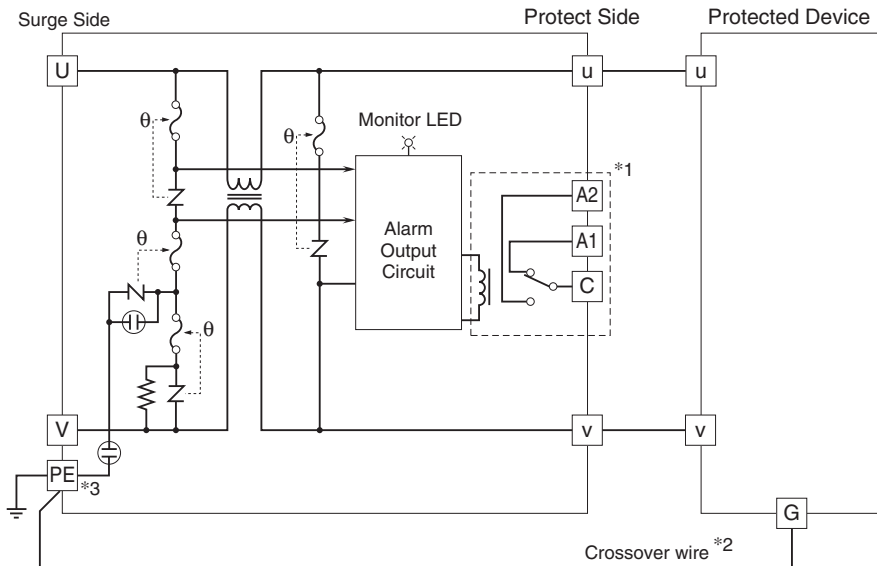 Surge Side
Protect Side
Protected Device
U
u
u
θ
θ
Monitor LED
*1
A2
Alarm
Output
Circuit
A1
θ
C
θ
V
v
v
PE
*3
G
Crossover wire *2